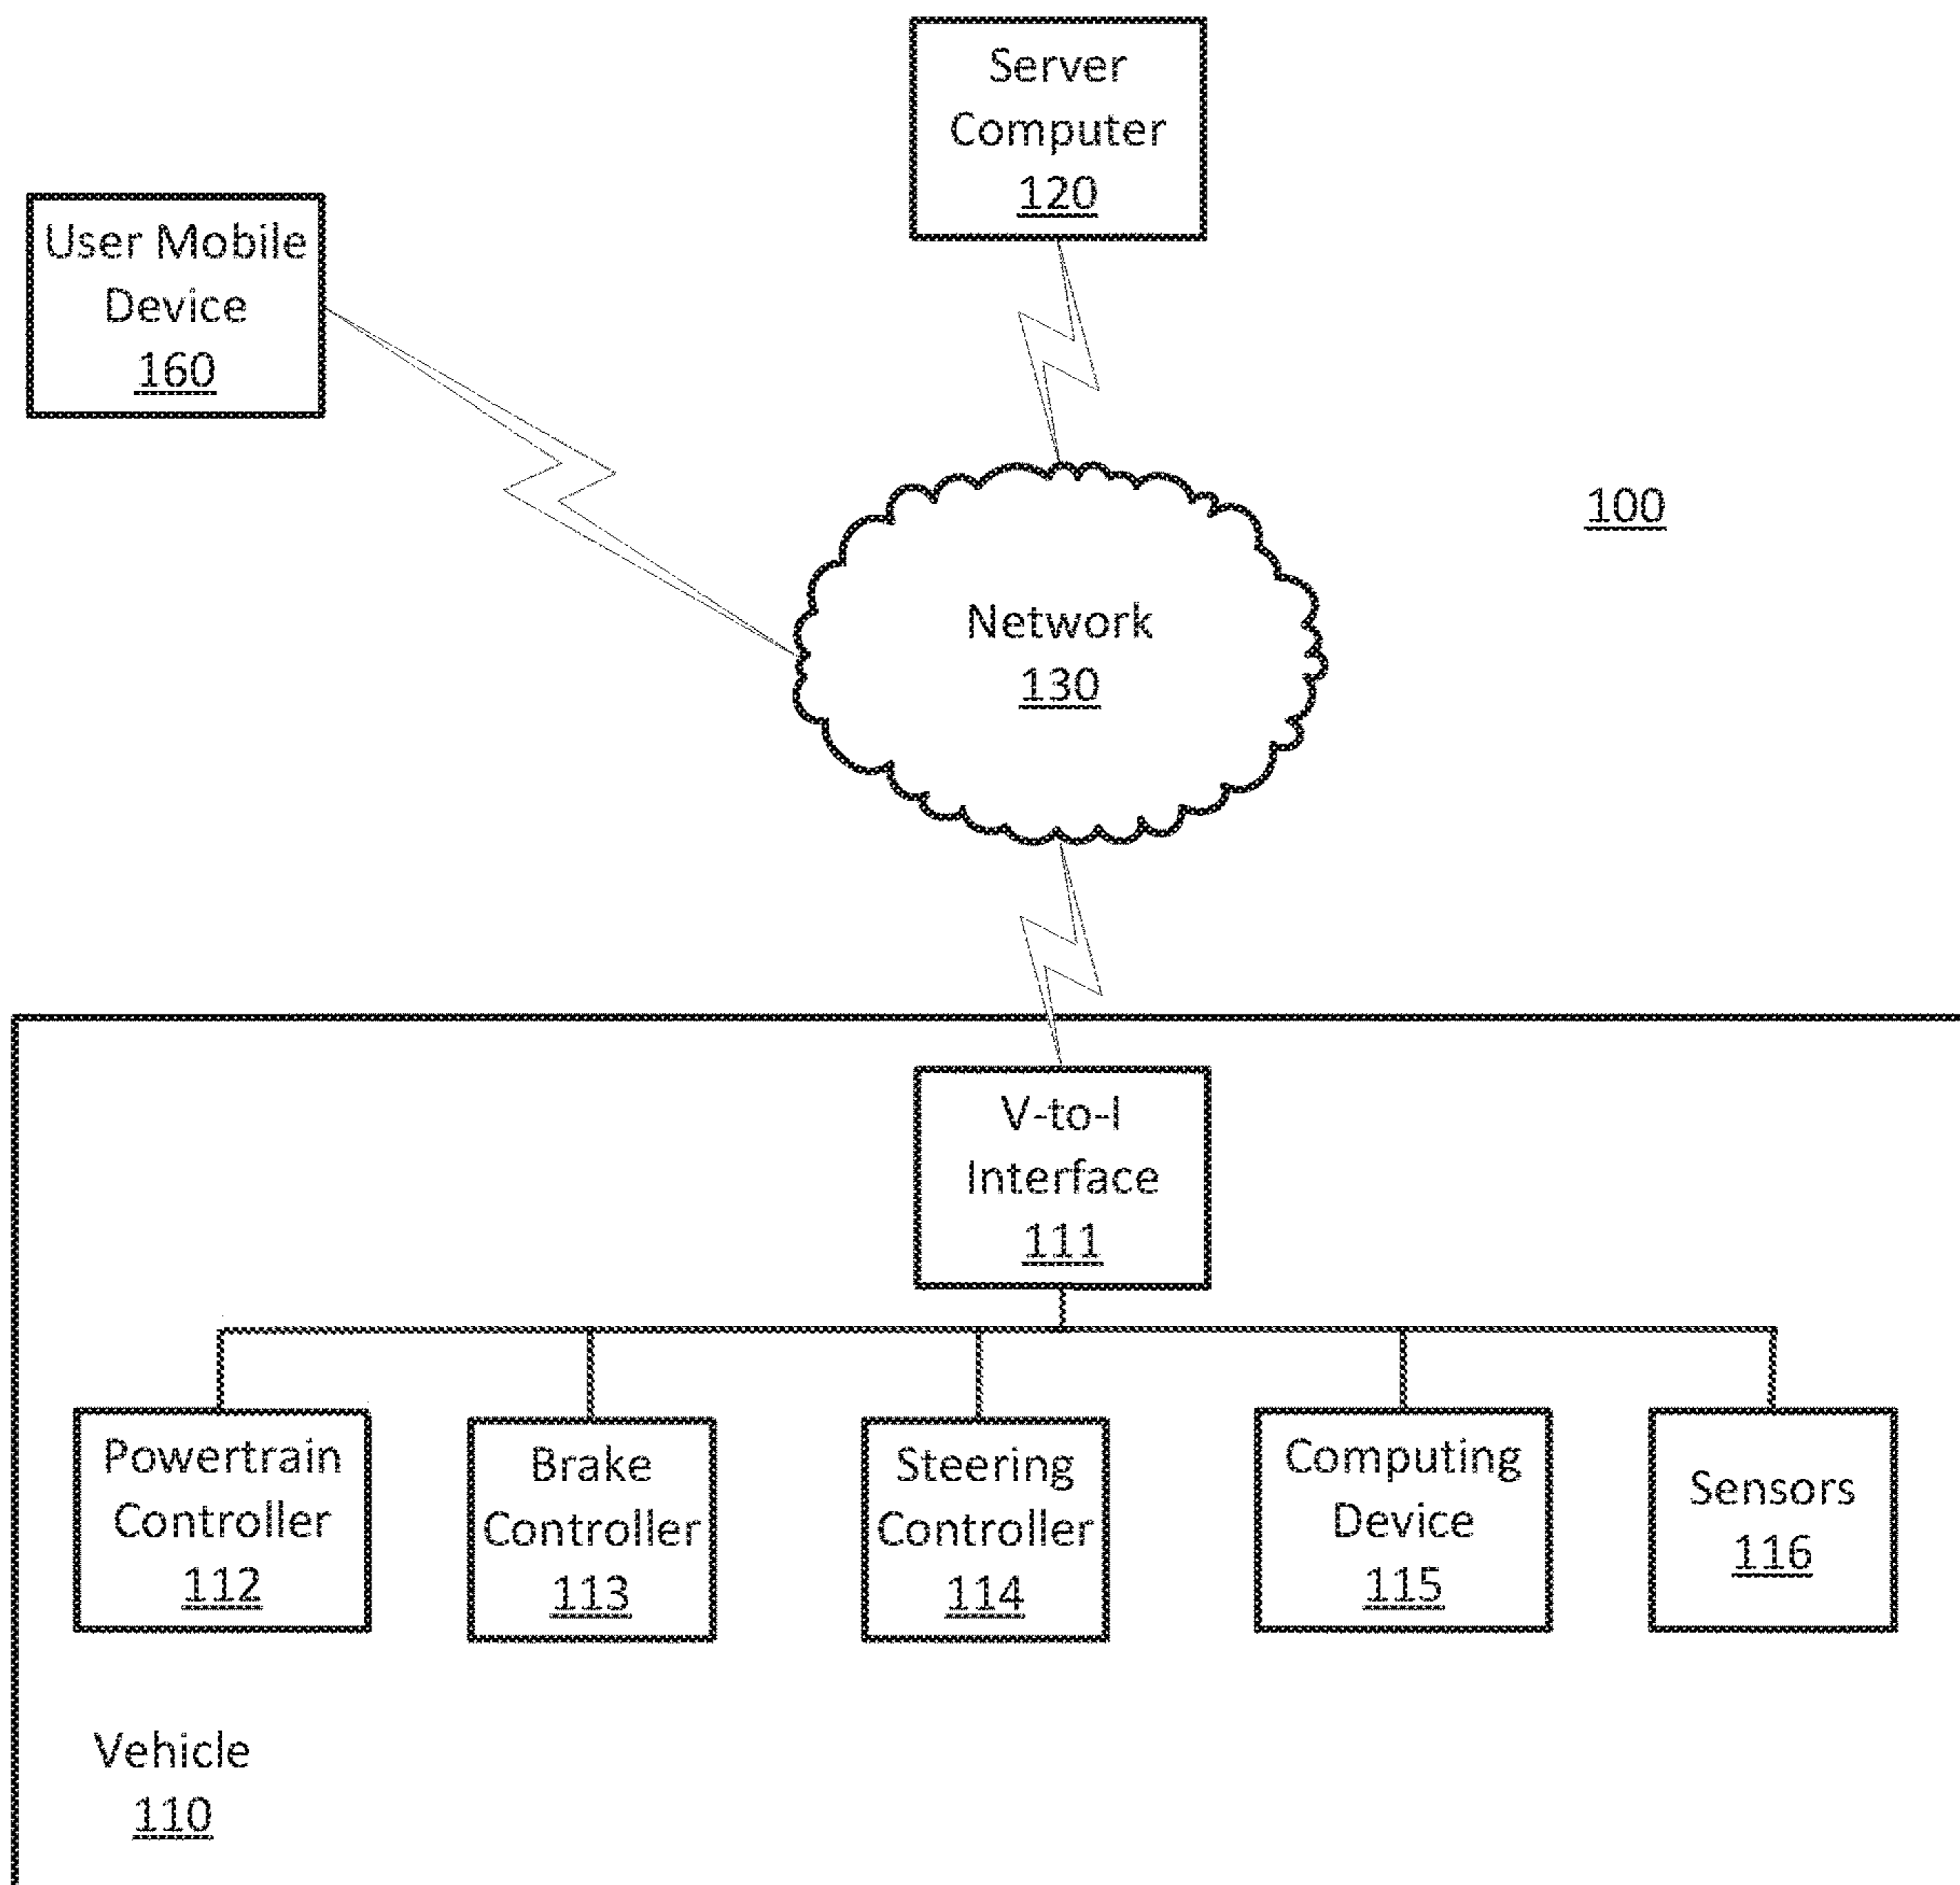 Server
Computer
120
User Mobile
Device
160
100
Network
130
V-to-I
Interface
111
Powertrain
Controller
112
Brake
Controller
113
Steering
Controller
114
Computing
Device
115
Sensors
116
Vehicle
110